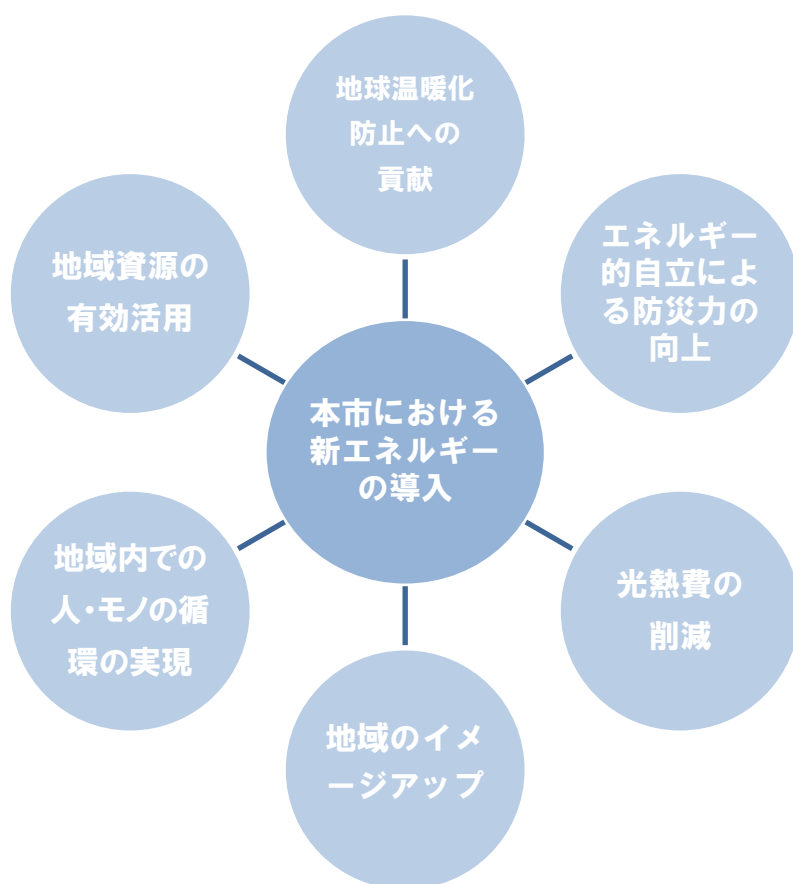 地球温暖化
防止への
貢献
エネルギー
的自立によ
る防災力の
向上
地域資源の
有効活用
本市における
新エネルギー
の導入
地域内での
人・モノの循
環の実現
光熱費の
削減
地域のイメ
ージアップ